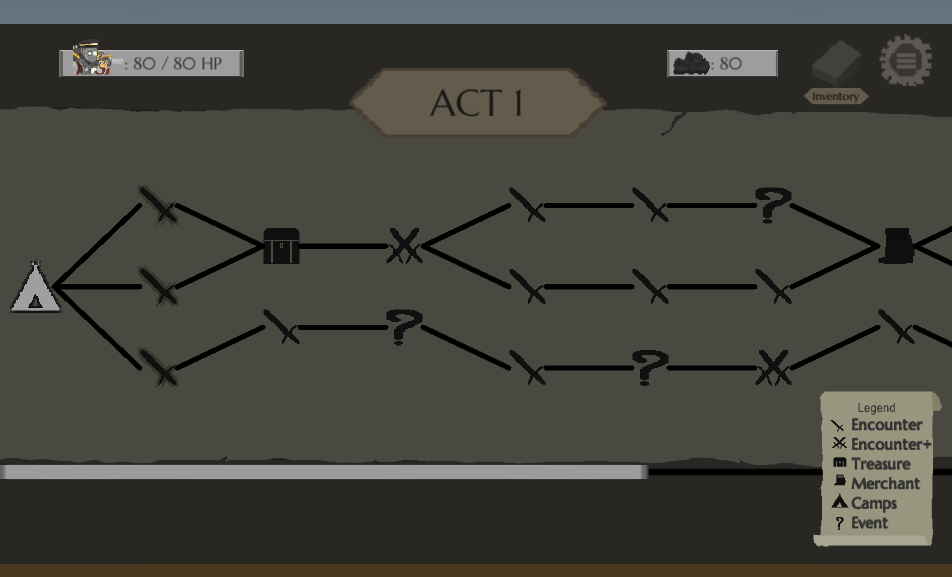 : 80 / 80 HP
: 80
Inventory
ACT 1
Legend
Encounter
Encounter+
Treasure
Merchant
Camps
Event